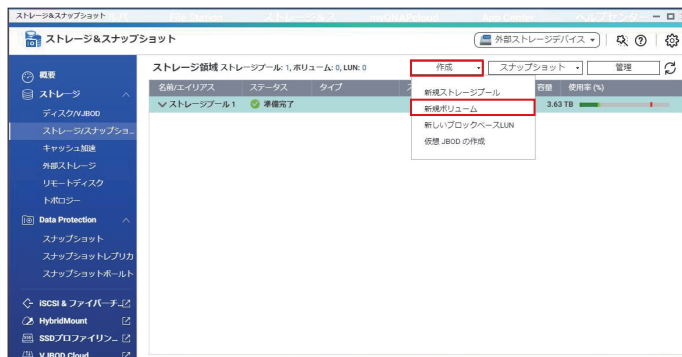 ストレージ&スナップショット
ストレージ&スナップショット
外部ストレージデバイス
概要
ストレージ
ディスク/VJBOD
ストレージ/スナップショ...
キャッシュ加速
外部ストレージ
リモートディスク
トポロジー
Data Protection
スナップショット
スナップショットレプリカ
スナップショットボールト
iSCSI & ファイバーチ...
HybridMount
SSDプロファイリン...
VJBOD Cloud
ストレージ領域 ストレージプール: 1, ボリューム: 0, LUN: 0
作成
スナップショット
管理
名前/エイリアス ステータス タイプ 容量 使用率 (%)
ストレージプール 1 準備完了 3.63 TB
新規ストレージプール
新規ボリューム
新しいブロックベースLUN
仮想 JBOD の作成